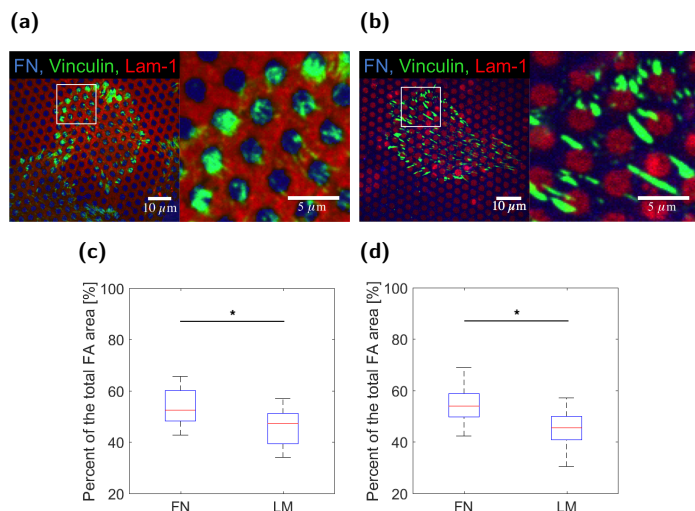 (a)
FN, Vinculin, Lam-1
10 µm
5 µm
(b)
FN, Vinculin, Lam-1
10 µm
5 µm
(c)
Percent of the total FA area [%]
100
80
60
40
20
*
FN
LM
(d)
Percent of the total FA area [%]
100
80
60
40
20
*
FN
LM